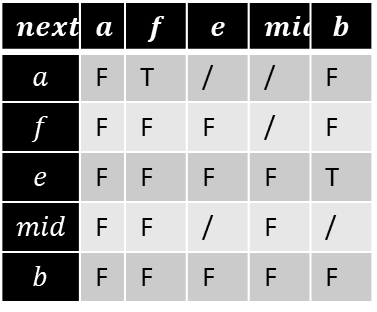 next a f e mid b
a F T / / F
f F F F / F
e F F F F T
mid F F / F /
b F F F F F